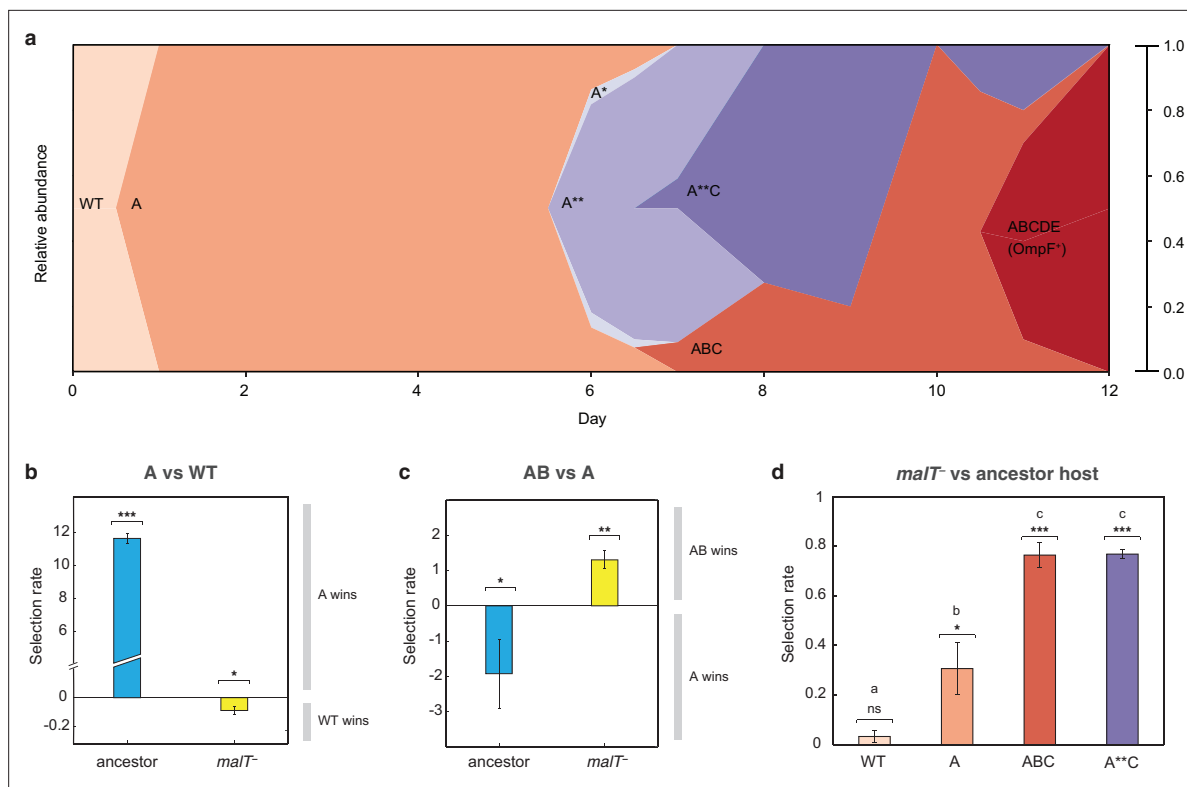 a
Relative abundance
WT
A
A*
A**
A**C
ABC
ABCDE
(OmpF⁺)
1.0
0.8
0.6
0.4
0.2
0.0
0
2
4
6
8
10
12
Day
b
A vs WT
Selection rate
12
10
8
6
0
-0.2
***
*
A wins
WT wins
ancestor
malT⁻
c
AB vs A
Selection rate
2
1
0
-1
-2
-3
*
**
AB wins
A wins
ancestor
malT⁻
d
malT⁻ vs ancestor host
Selection rate
1
0.8
0.6
0.4
0.2
0
a
ns
b
*
c
***
c
***
WT
A
ABC
A**C